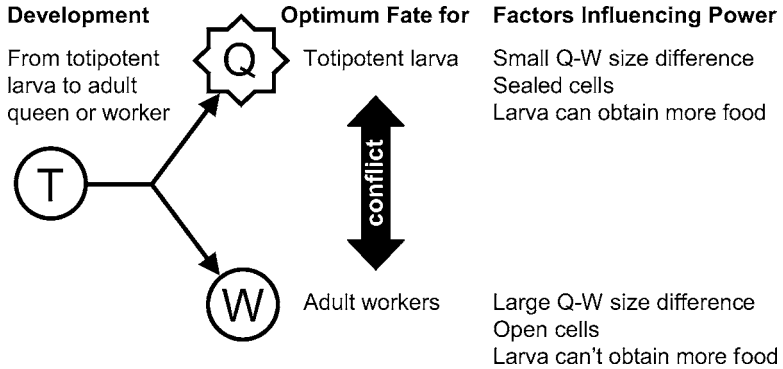 Development
From totipotent
larva to adult
queen or worker
T
Q
W
Optimum Fate for
Totipotent larva
conflict
Adult workers
Factors Influencing Power
Small Q-W size difference
Sealed cells
Larva can obtain more food
Large Q-W size difference
Open cells
Larva can't obtain more food